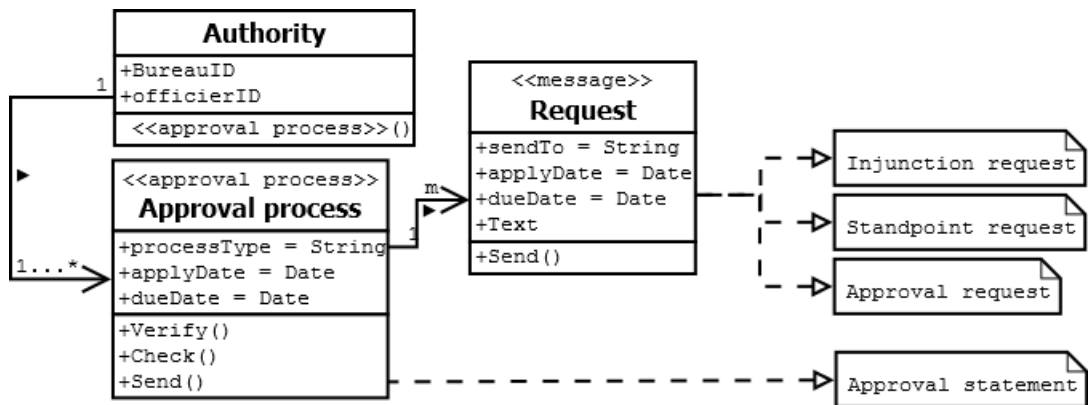 Authority
+BureauID
+officierID
<<approval process>>()
1
1...*
<<approval process>>
Approval process
+processType = String
+applyDate = Date
+dueDate = Date
+Verify()
+Check()
+Send()
1
m
<<message>>
Request
+sendTo = String
+applyDate = Date
+dueDate = Date
+Text
+Send()
Injunction request
Standpoint request
Approval request
Approval statement